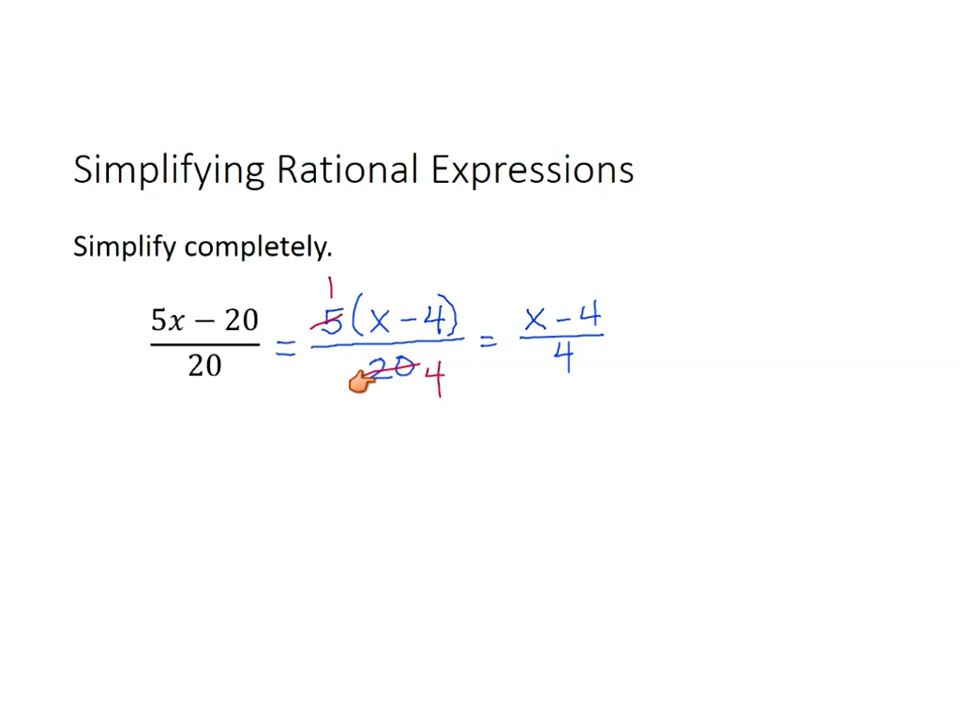 Simplifying Rational Expressions
Simplify completely.
1
5x − 20 5(x − 4) x − 4
= =
20 20 4 4